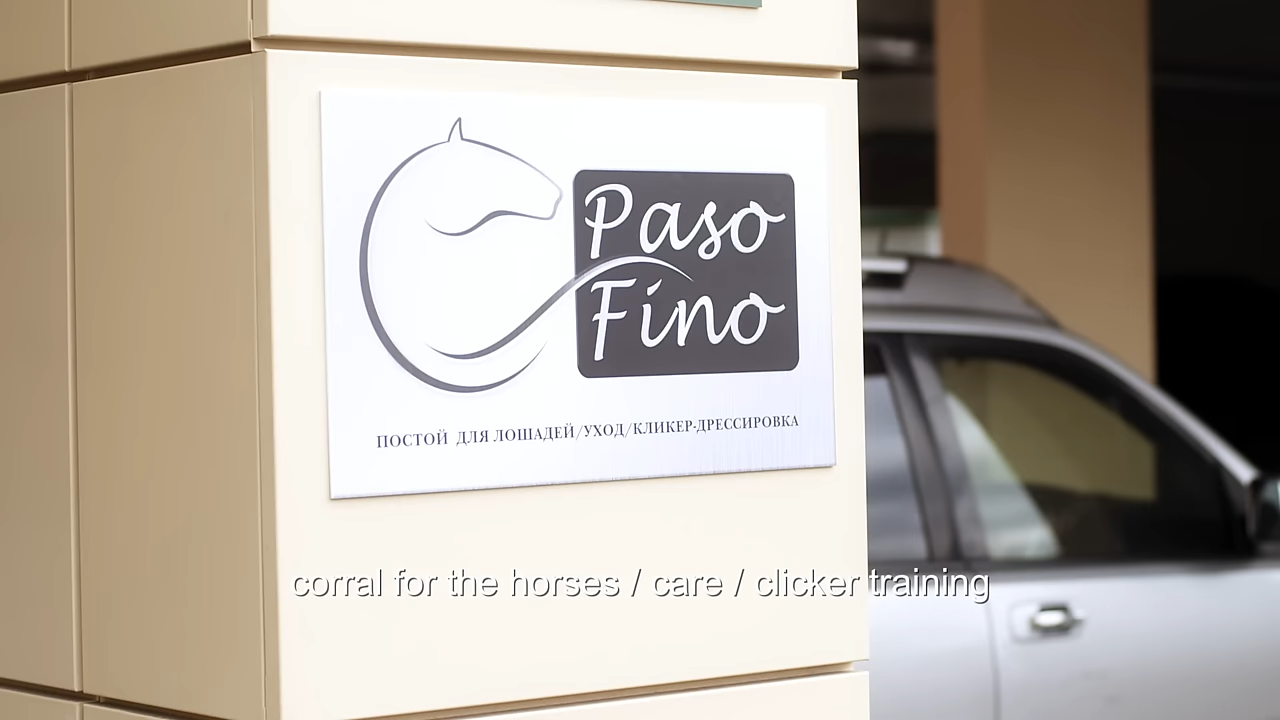 Paso
Fino
ПОСТОЙ ДЛЯ ЛОШАДЕЙ/УХОД/КЛИКЕР-ДРЕССИРОВКА
corral for the horses / care / clicker training